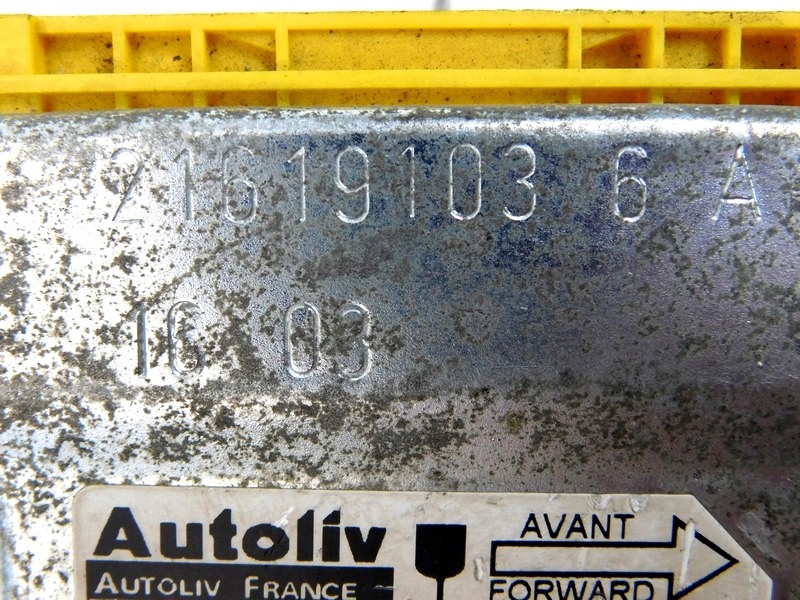 21619103 6 A
16 03
Autoliv
AUTOLIV FRANCE
AVANT
FORWARD